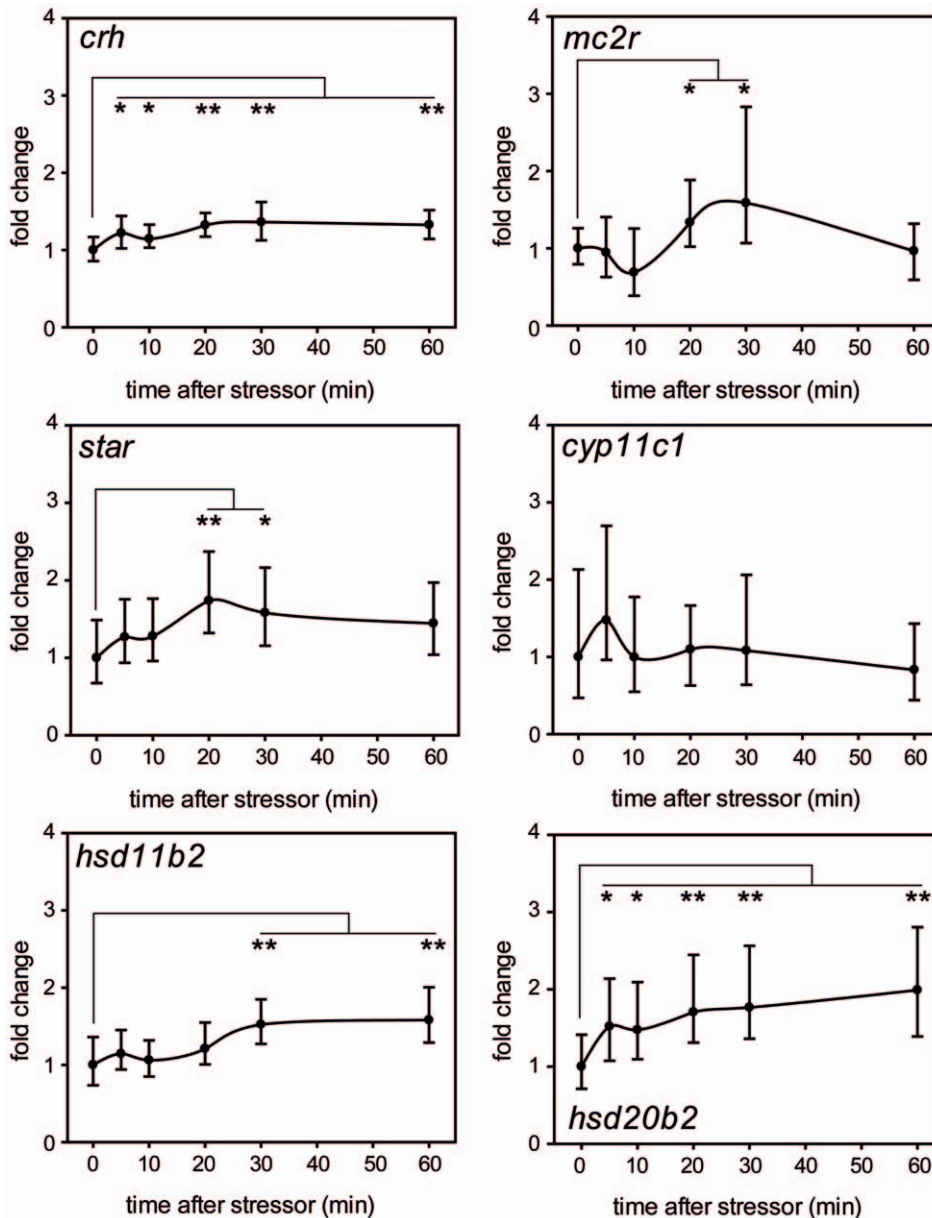 crh
4
3
2
1
0
fold change
* * ** ** **
0 10 20 30 40 50 60
time after stressor (min)
mc2r
4
3
2
1
0
fold change
* *
0 10 20 30 40 50 60
time after stressor (min)
star
4
3
2
1
0
fold change
** *
0 10 20 30 40 50 60
time after stressor (min)
cyp11c1
4
3
2
1
0
fold change
0 10 20 30 40 50 60
time after stressor (min)
hsd11b2
4
3
2
1
0
fold change
** **
0 10 20 30 40 50 60
time after stressor (min)
4
3
2
1
0
fold change
* * ** ** **
hsd20b2
0 10 20 30 40 50 60
time after stressor (min)